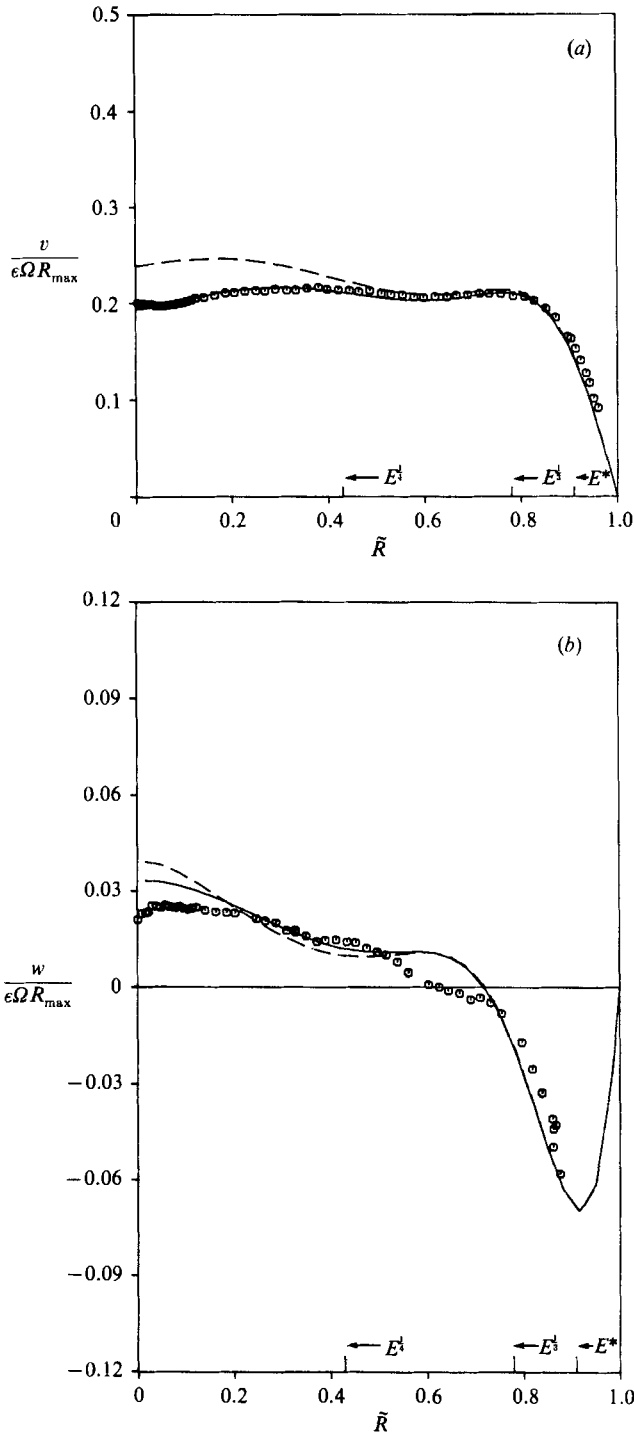 (a)
0.5
0.4
0.3
0.2
0.1
v / εΩR_max
E^{1/4}
E^{1/3}
E*
0 0.2 0.4 0.6 0.8 1.0
R̃
(b)
0.12
0.09
0.06
0.03
0
−0.03
−0.06
−0.09
−0.12
w / εΩR_max
E^{1/4}
E^{1/3}
E*
0 0.2 0.4 0.6 0.8 1.0
R̃